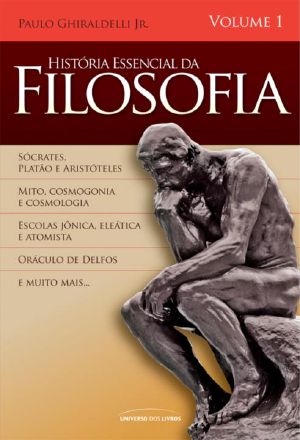 PAULO GHIRALDELLI JR.
VOLUME 1
HISTÓRIA ESSENCIAL DA
FILOSOFIA
SÓCRATES,
PLATÃO E ARISTÓTELES
MITO, COSMOGONIA
E COSMOLOGIA
ESCOLAS JÔNICA, ELEÁTICA
E ATOMISTA
ORÁCULO DE DELFOS
E MUITO MAIS...
UNIVERSO DOS LIVROS